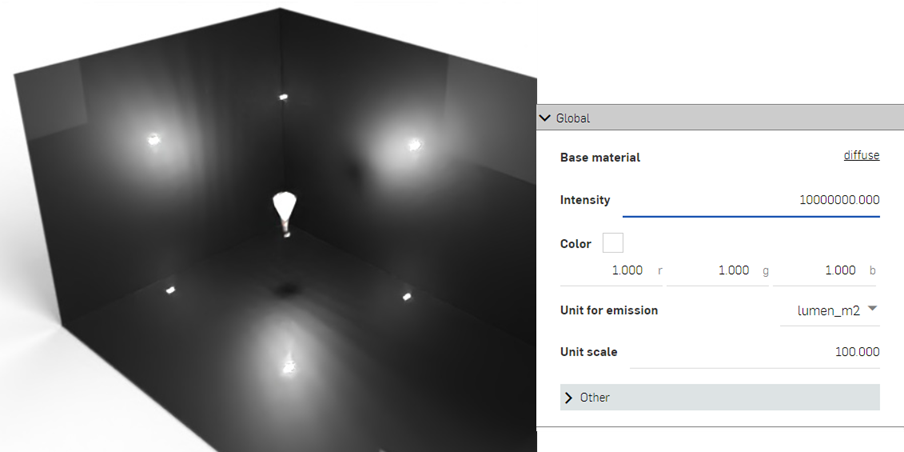 Global
Base material diffuse
Intensity 10000000.000
Color
1.000 r 1.000 g 1.000 b
Unit for emission lumen_m2
Unit scale 100.000
Other